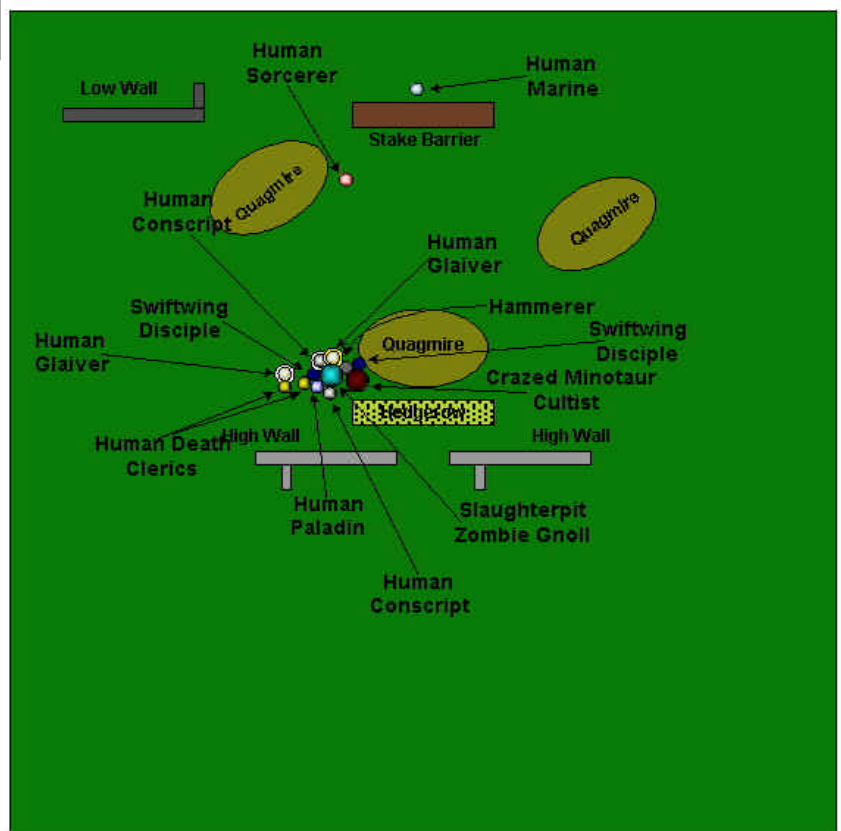 Human
Sorcerer
Human
Marine
Low Wall
Stake Barrier
Quagmire
Human
Conscript
Quagmire
Human
Glaiver
Swiftwing
Disciple
Hammerer
Human
Glaiver
Quagmire
Swiftwing
Disciple
Crazed Minotaur
Cultist
Hedgerow
Human Death
Clerics
High Wall
High Wall
Human
Paladin
Slaughterpit
Zombie Gnoll
Human
Conscript